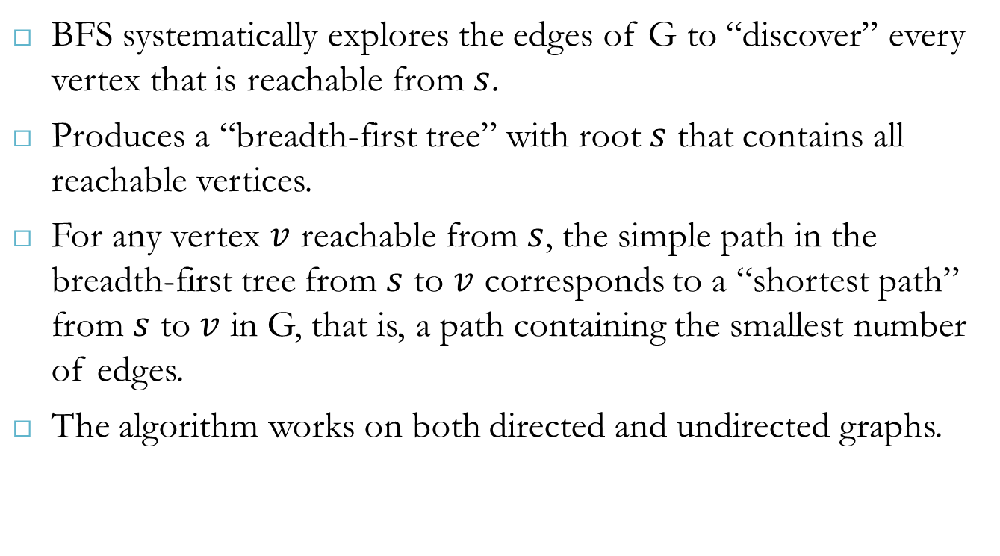 BFS systematically explores the edges of G to “discover” every
vertex that is reachable from s.
Produces a “breadth-first tree” with root s that contains all
reachable vertices.
For any vertex v reachable from s, the simple path in the
breadth-first tree from s to v corresponds to a “shortest path”
from s to v in G, that is, a path containing the smallest number
of edges.
The algorithm works on both directed and undirected graphs.